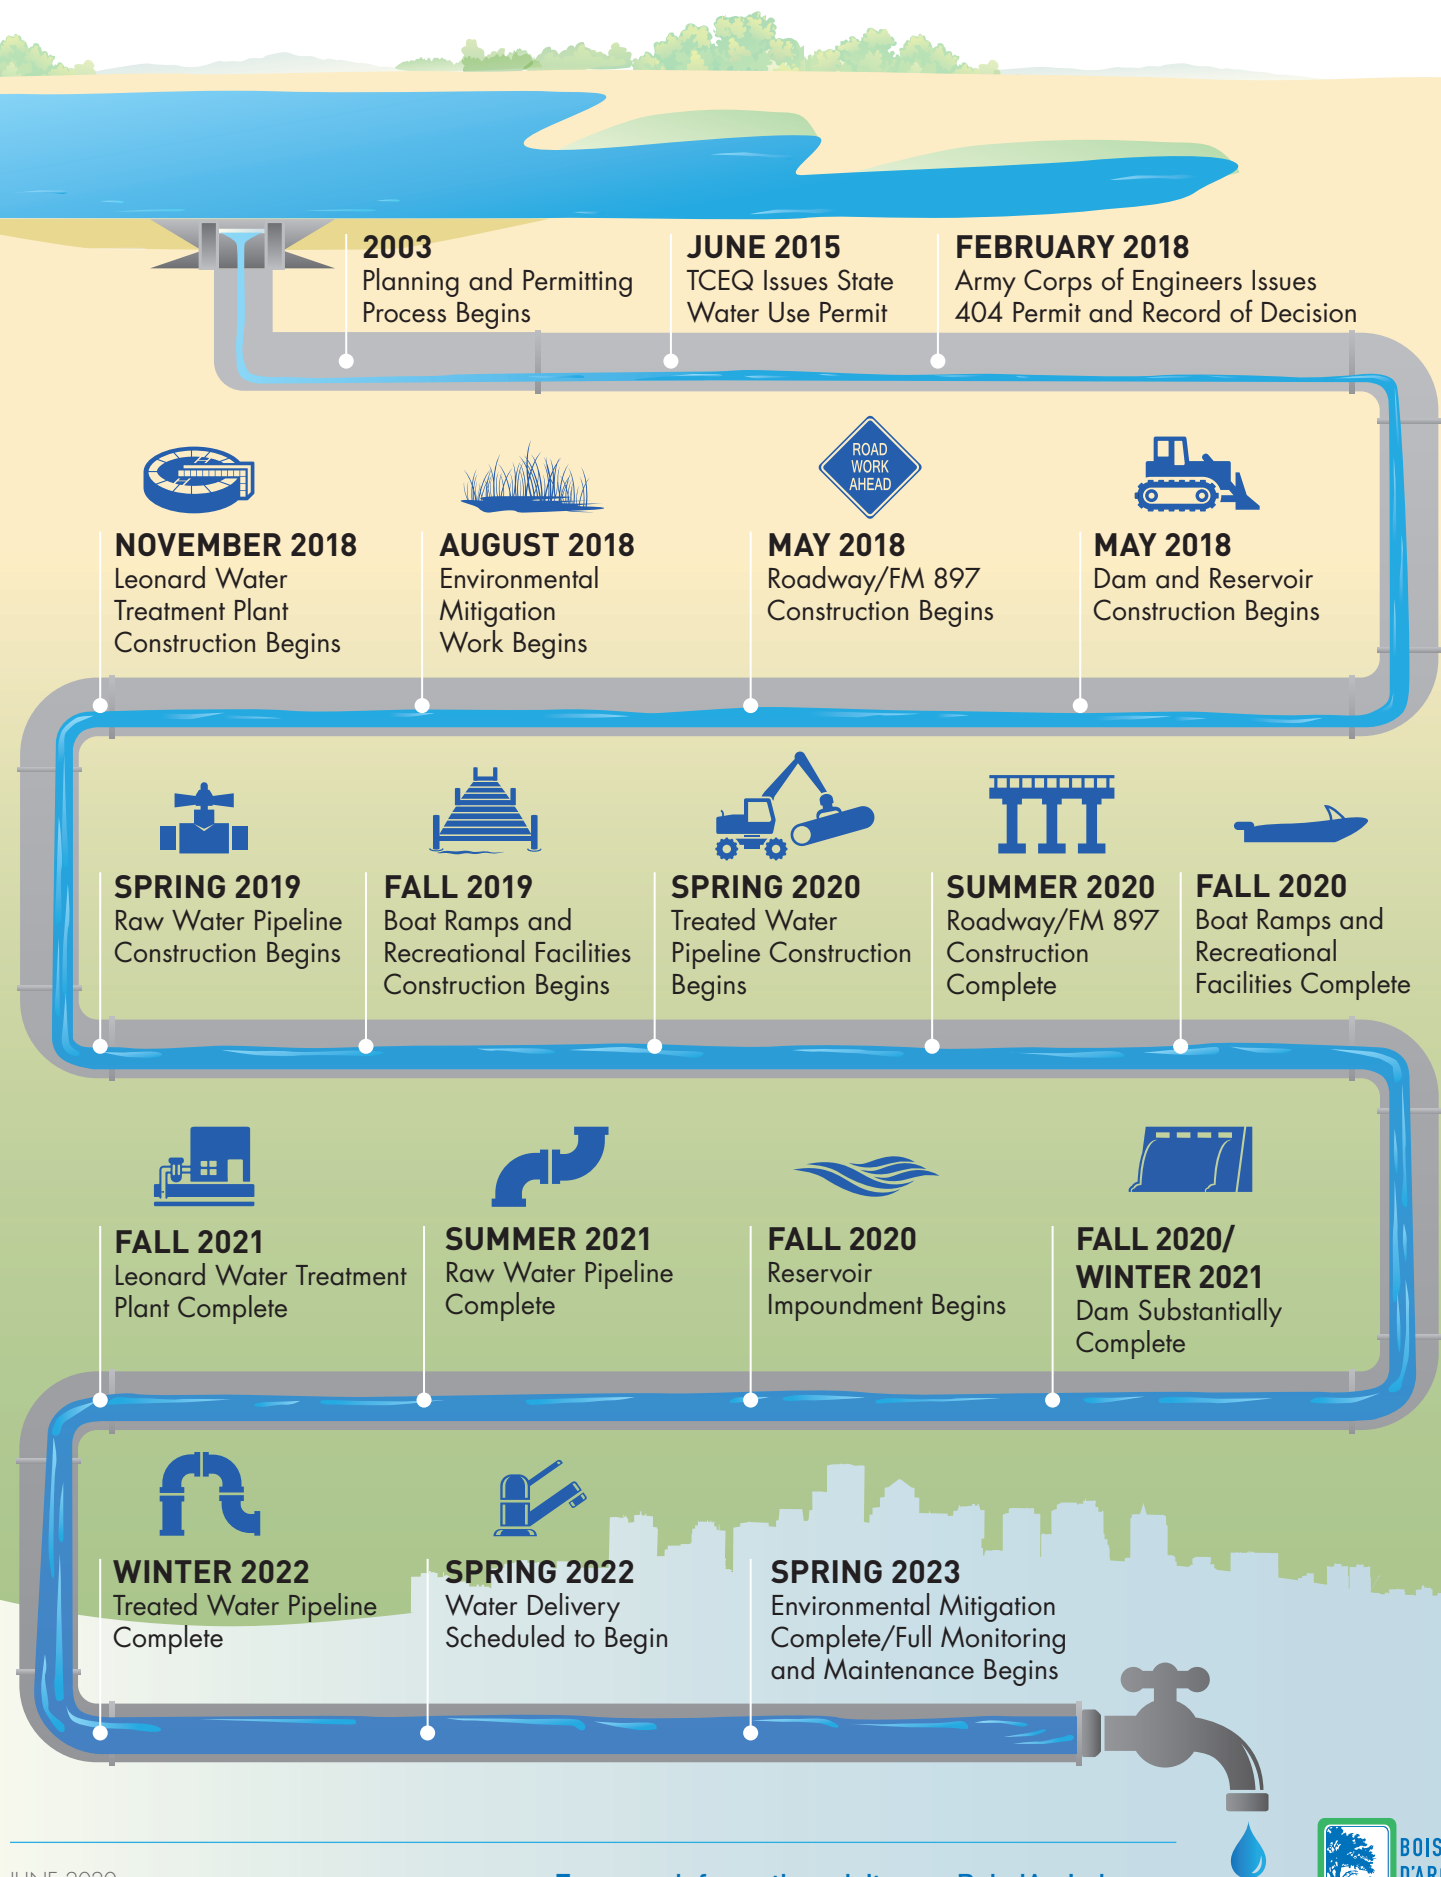 2003
Planning and Permitting
Process Begins
JUNE 2015
TCEQ Issues State
Water Use Permit
FEBRUARY 2018
Army Corps of Engineers Issues
404 Permit and Record of Decision
ROAD
WORK
AHEAD
NOVEMBER 2018
Leonard Water
Treatment Plant
Construction Begins
AUGUST 2018
Environmental
Mitigation
Work Begins
MAY 2018
Roadway/FM 897
Construction Begins
MAY 2018
Dam and Reservoir
Construction Begins
SPRING 2019
Raw Water Pipeline
Construction Begins
FALL 2019
Boat Ramps and
Recreational Facilities
Construction Begins
SPRING 2020
Treated Water
Pipeline Construction
Begins
SUMMER 2020
Roadway/FM 897
Construction
Complete
FALL 2020
Boat Ramps and
Recreational
Facilities Complete
FALL 2021
Leonard Water Treatment
Plant Complete
SUMMER 2021
Raw Water Pipeline
Complete
FALL 2020
Reservoir
Impoundment Begins
FALL 2020/
WINTER 2021
Dam Substantially
Complete
WINTER 2022
Treated Water Pipeline
Complete
SPRING 2022
Water Delivery
Scheduled to Begin
SPRING 2023
Environmental Mitigation
Complete/Full Monitoring
and Maintenance Begins
BOIS
JUNE 2020